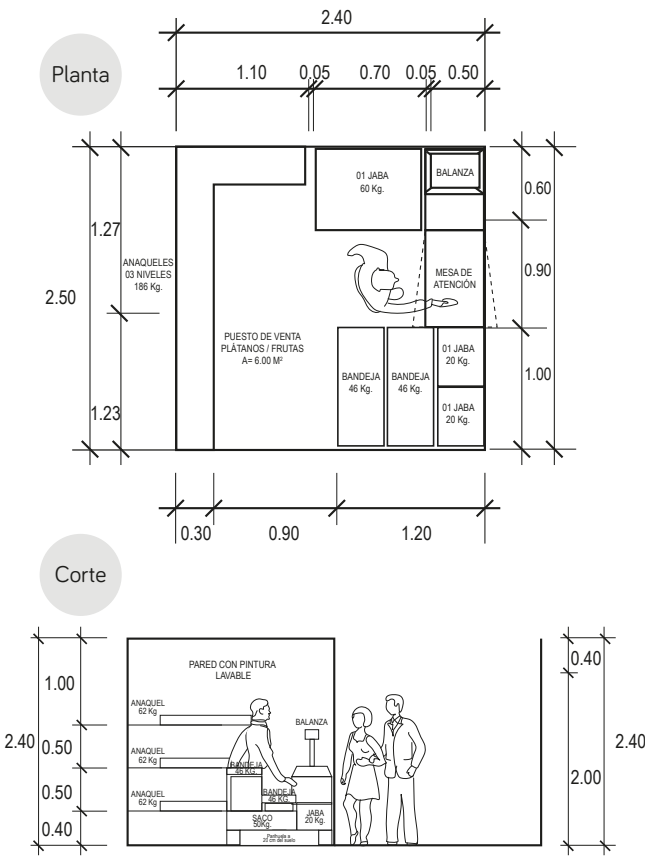 2.40
Planta
1.10 0.05 0.70 0.05 0.50
01 JABA
60 Kg.
BALANZA
0.60
1.27
ANAQUELES
03 NIVELES
186 Kg.
MESA DE
ATENCIÓN
0.90
2.50
PUESTO DE VENTA
PLÁTANOS / FRUTAS
A= 6.00 M²
BANDEJA
46 Kg.
BANDEJA
46 Kg.
01 JABA
20 Kg.
1.00
01 JABA
20 Kg.
1.23
0.30 0.90 1.20
Corte
PARED CON PINTURA
LAVABLE
0.40
1.00
ANAQUEL
62 Kg
BALANZA
2.40
0.50
ANAQUEL
62 Kg
BANDEJA
46 KG.
2.40
2.00
0.50
ANAQUEL
62 Kg
BANDEJA
46 KG
SACO
50Kg.
JABA
20 Kg.
0.40
Parihuela a
20 cm del suelo